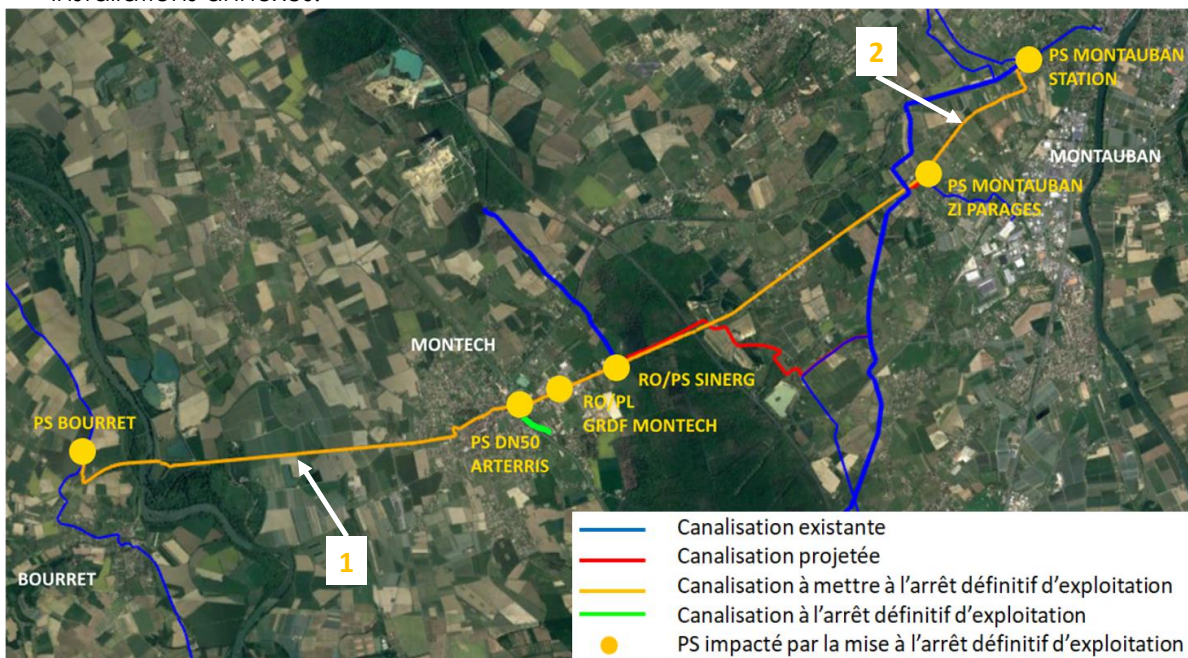 installations annexes.
2
PS MONTAUBAN
STATION
MONTAUBAN
PS MONTAUBAN
ZI PARAGES
MONTECH
RO/PS SINERG
RO/PL
GRDF MONTECH
PS BOURRET
PS DN50
ARTERRIS
1
BOURRET
Canalisation existante
Canalisation projetée
Canalisation à mettre à l'arrêt définitif d'exploitation
Canalisation à l'arrêt définitif d'exploitation
PS impacté par la mise à l'arrêt définitif d'exploitation